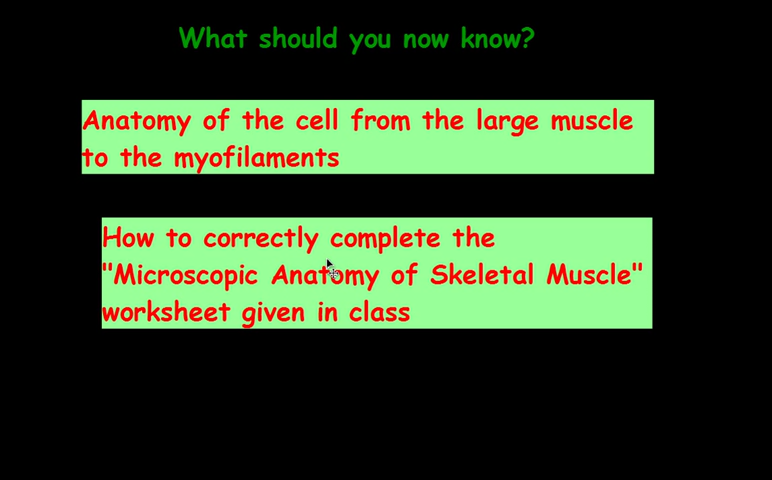 What should you now know?
Anatomy of the cell from the large muscle
to the myofilaments
How to correctly complete the
"Microscopic Anatomy of Skeletal Muscle"
worksheet given in class